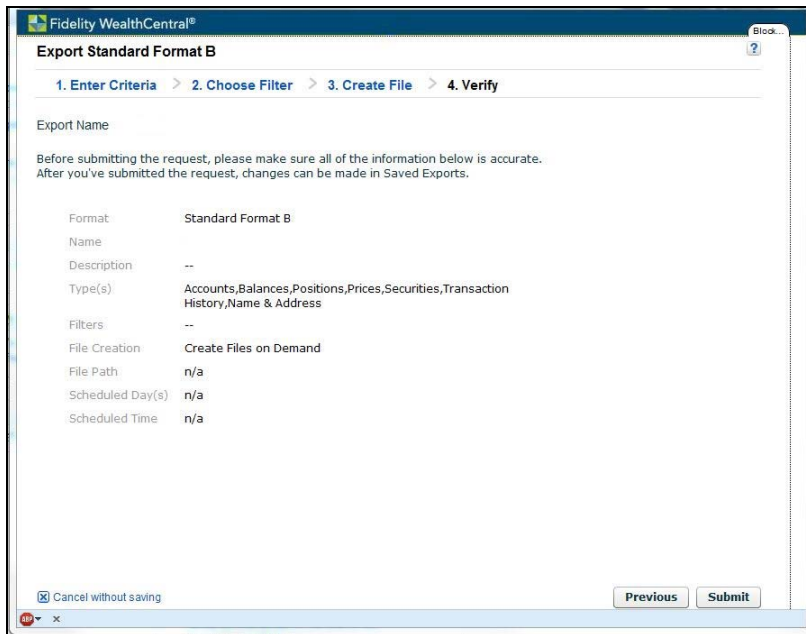 Fidelity WealthCentral®
Block...
Export Standard Format B
?
1. Enter Criteria > 2. Choose Filter > 3. Create File > 4. Verify
Export Name
Before submitting the request, please make sure all of the information below is accurate.
After you've submitted the request, changes can be made in Saved Exports.
Format Standard Format B
Name
Description --
Type(s) Accounts,Balances,Positions,Prices,Securities,Transaction
History,Name & Address
Filters --
File Creation Create Files on Demand
File Path n/a
Scheduled Day(s) n/a
Scheduled Time n/a
Cancel without saving
Previous Submit
ABP x